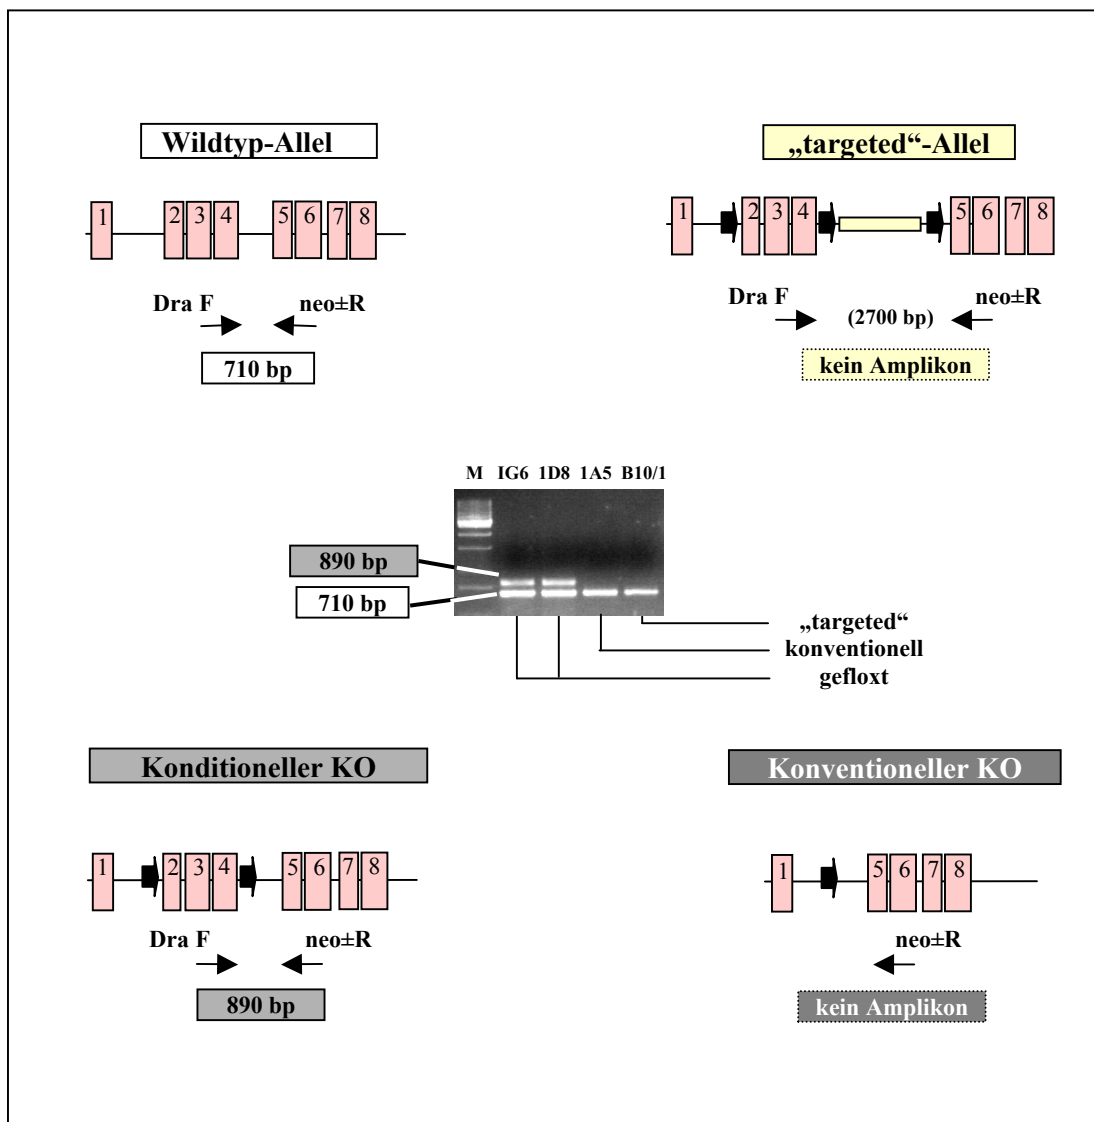 Wildtyp-Allel
1 2 3 4 5 6 7 8
Dra F neo±R
710 bp
„targeted“-Allel
1 2 3 4 5 6 7 8
Dra F (2700 bp) neo±R
kein Amplikon
M IG6 1D8 1A5 B10/1
890 bp
710 bp
„targeted“
konventionell
gefloxt
Konditioneller KO
1 2 3 4 5 6 7 8
Dra F neo±R
890 bp
Konventioneller KO
1 5 6 7 8
neo±R
kein Amplikon